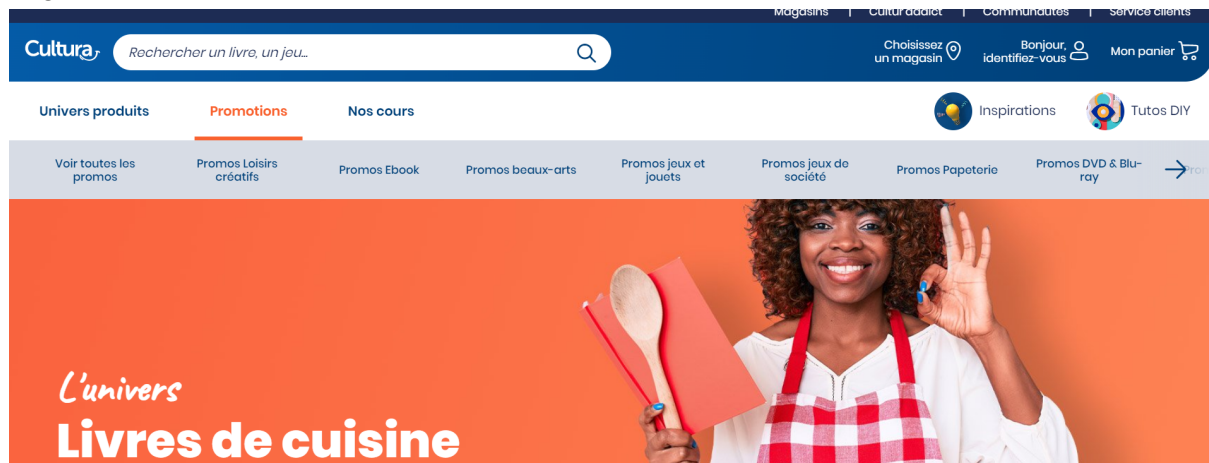 Magasins | Cultur'addict | Communautés | Service clients
Cultura
Rechercher un livre, un jeu...
Choisissez
un magasin
Bonjour,
identifiez-vous
Mon panier
Univers produits
Promotions
Nos cours
Inspirations
Tutos DIY
Voir toutes les
promos
Promos Loisirs
créatifs
Promos Ebook
Promos beaux-arts
Promos jeux et
jouets
Promos jeux de
société
Promos Papeterie
Promos DVD & Blu-
ray
L'univers
Livres de cuisine